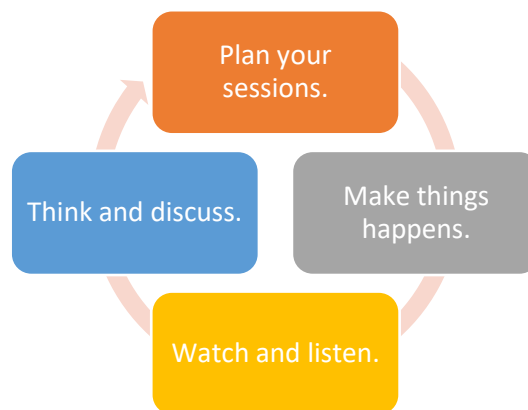 Plan your
sessions.
Make things
happens.
Watch and listen.
Think and discuss.